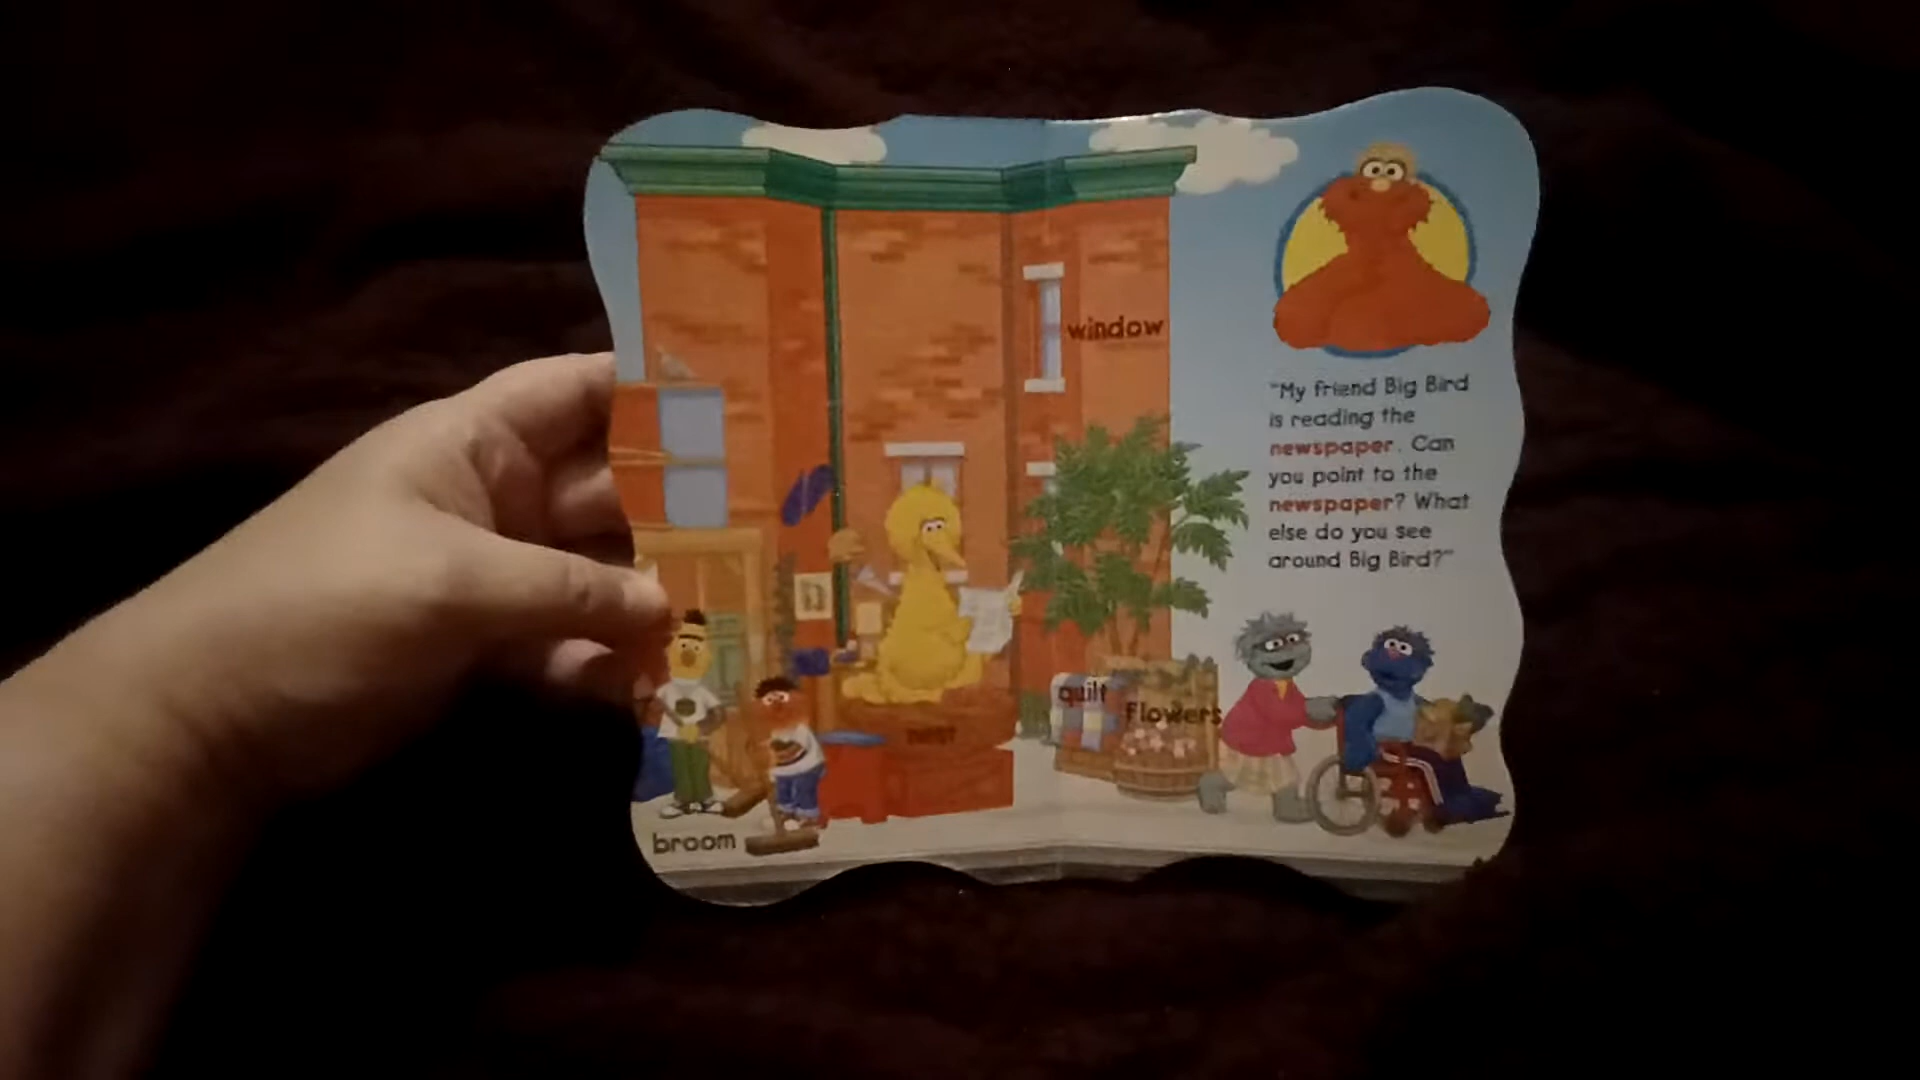 window
"My friend Big Bird
is reading the
newspaper. Can
you point to the
newspaper? What
else do you see
around Big Bird?"
quilt
flowers
nest
broom